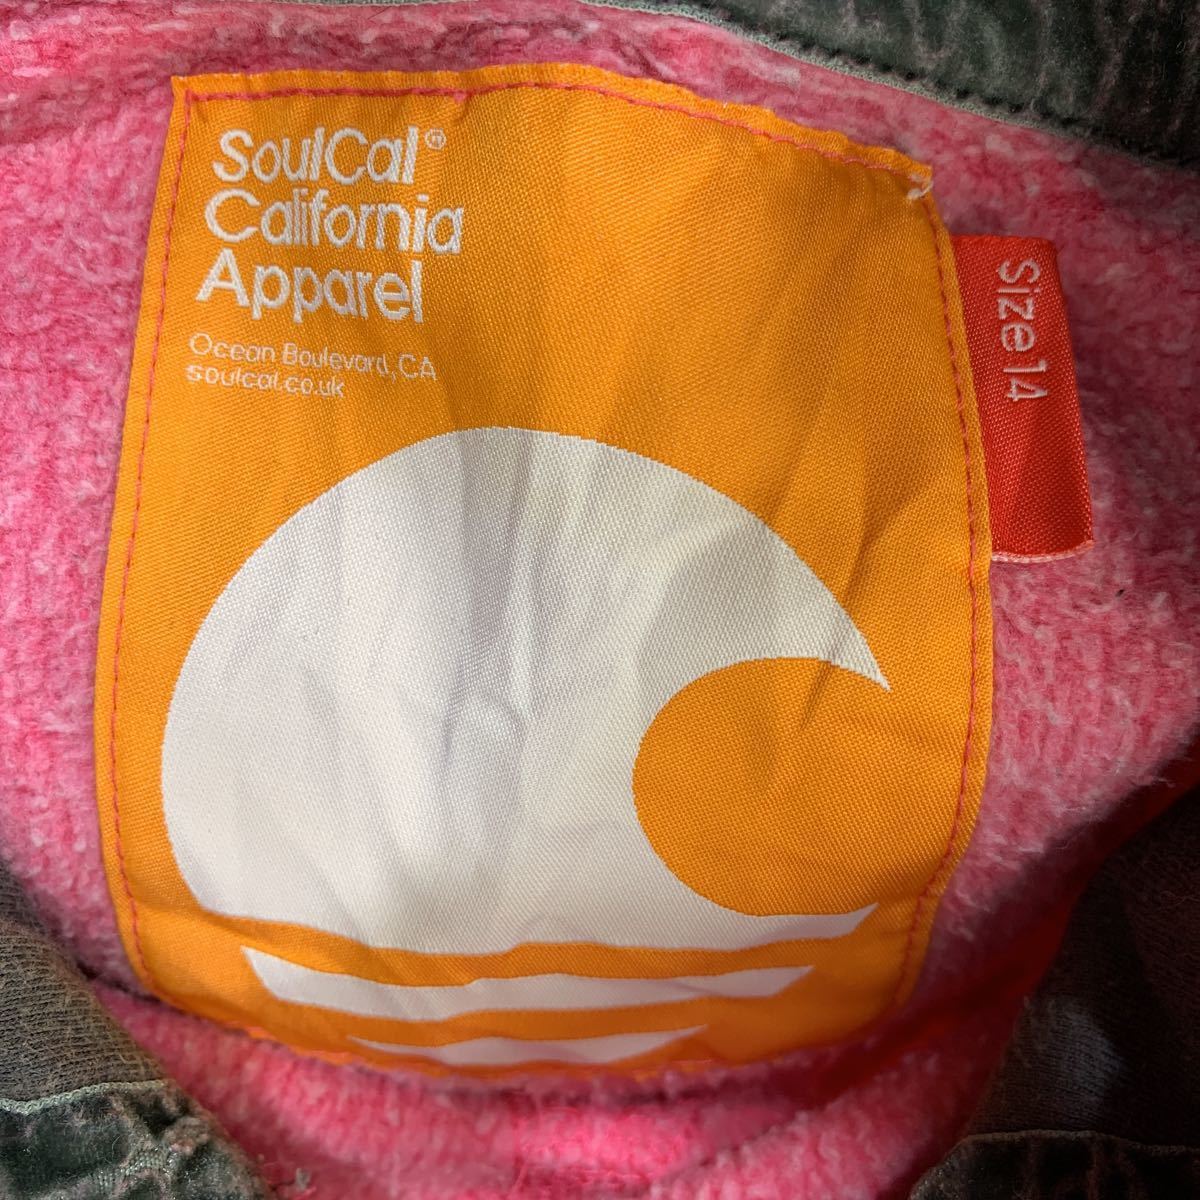 SoulCal®
California
Apparel
Ocean Boulevard, CA
soulcal.co.uk
Size 14